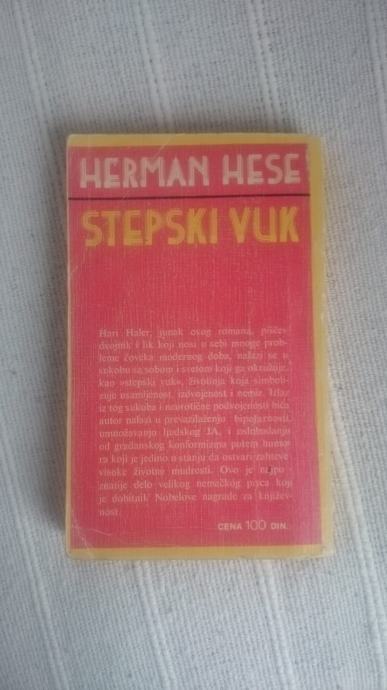 HERMAN HESE
STEPSKI VUK
Hari Haler, junak ovog romana, piščev
dvojnik i lik koji nosi u sebi mnoge prob-
leme čoveka modernog doba, nalazi se u
sukobu sa sobom i svetom koji ga okružuje,
kao »stepski vuk«, životinja koja simboli-
zuje usamljenost, izdvojenost i nemir. Izlaz
iz tog sukoba i neurotične podvojenosti bića
autor nalazi u prevazilaženju bipolarnosti,
umnožavanju ljudskog JA, i oslobađanju
od građanskog konformizma putem humo-
ra koji je jedino u stanju da ostvari zahteve
visoke životne mudrosti. Ovo je najpo-
znatije delo velikog nemačkog pisca koji
je dobitnik Nobelove nagrade za književ-
nost.
CENA 100 DIN.